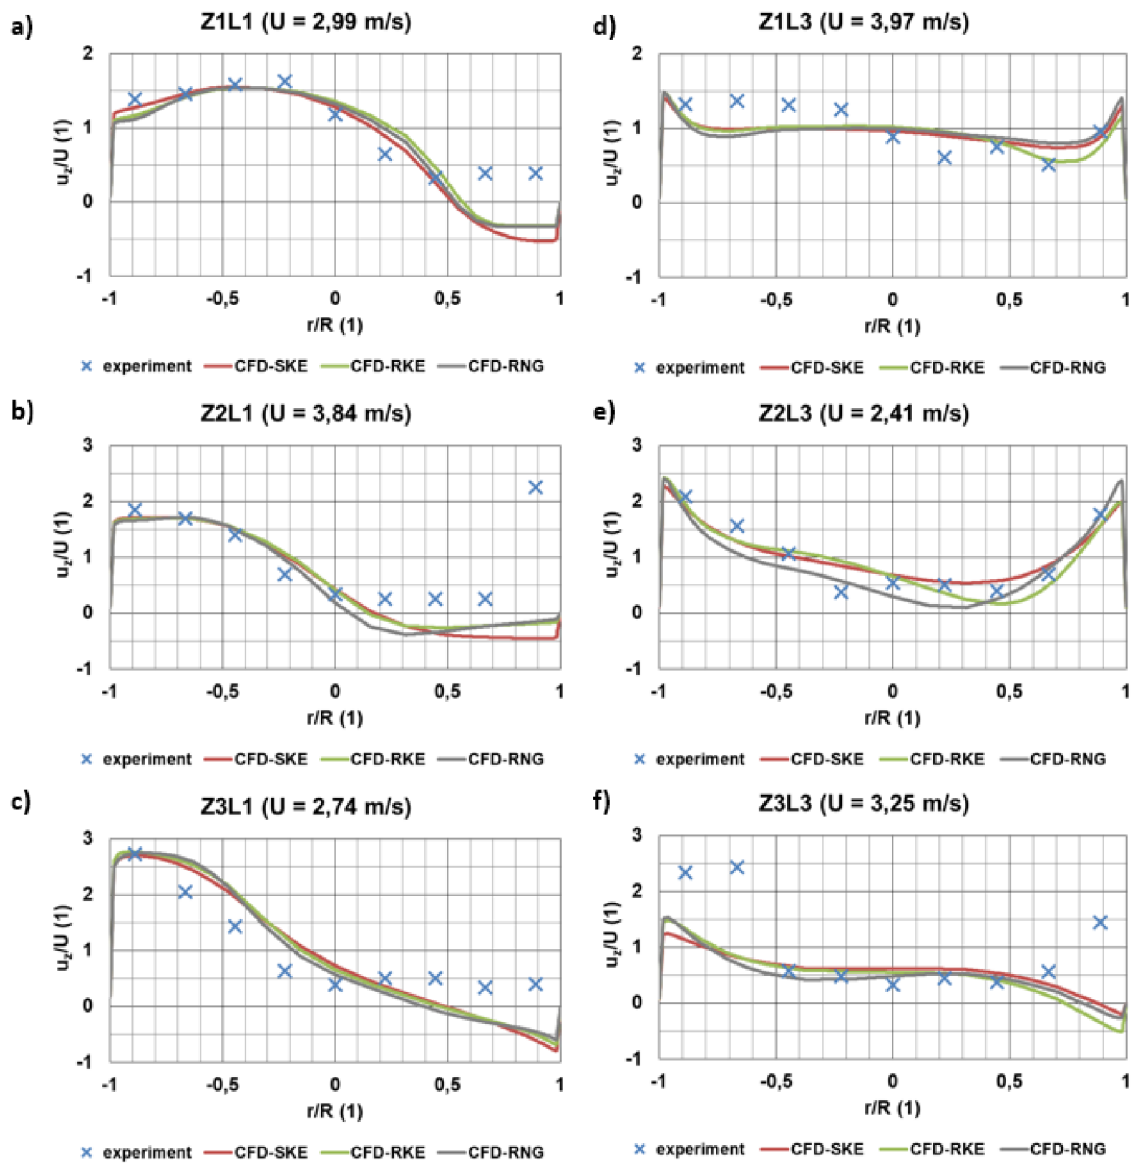 a)
Z1L1 (U = 2,99 m/s)
2
1
0
-1
uz/U (1)
-1 -0,5 0 0,5 1
r/R (1)
experiment CFD-SKE CFD-RKE CFD-RNG
d)
Z1L3 (U = 3,97 m/s)
2
1
0
-1
uz/U (1)
-1 -0,5 0 0,5 1
r/R (1)
experiment CFD-SKE CFD-RKE CFD-RNG
b)
Z2L1 (U = 3,84 m/s)
3
2
1
0
-1
uz/U (1)
-1 -0,5 0 0,5 1
r/R (1)
experiment CFD-SKE CFD-RKE CFD-RNG
e)
Z2L3 (U = 2,41 m/s)
3
2
1
0
-1
uz/U (1)
-1 -0,5 0 0,5 1
r/R (1)
experiment CFD-SKE CFD-RKE CFD-RNG
c)
Z3L1 (U = 2,74 m/s)
3
2
1
0
-1
uz/U (1)
-1 -0,5 0 0,5 1
r/R (1)
experiment CFD-SKE CFD-RKE CFD-RNG
f)
Z3L3 (U = 3,25 m/s)
3
2
1
0
-1
uz/U (1)
-1 -0,5 0 0,5 1
r/R (1)
experiment CFD-SKE CFD-RKE CFD-RNG